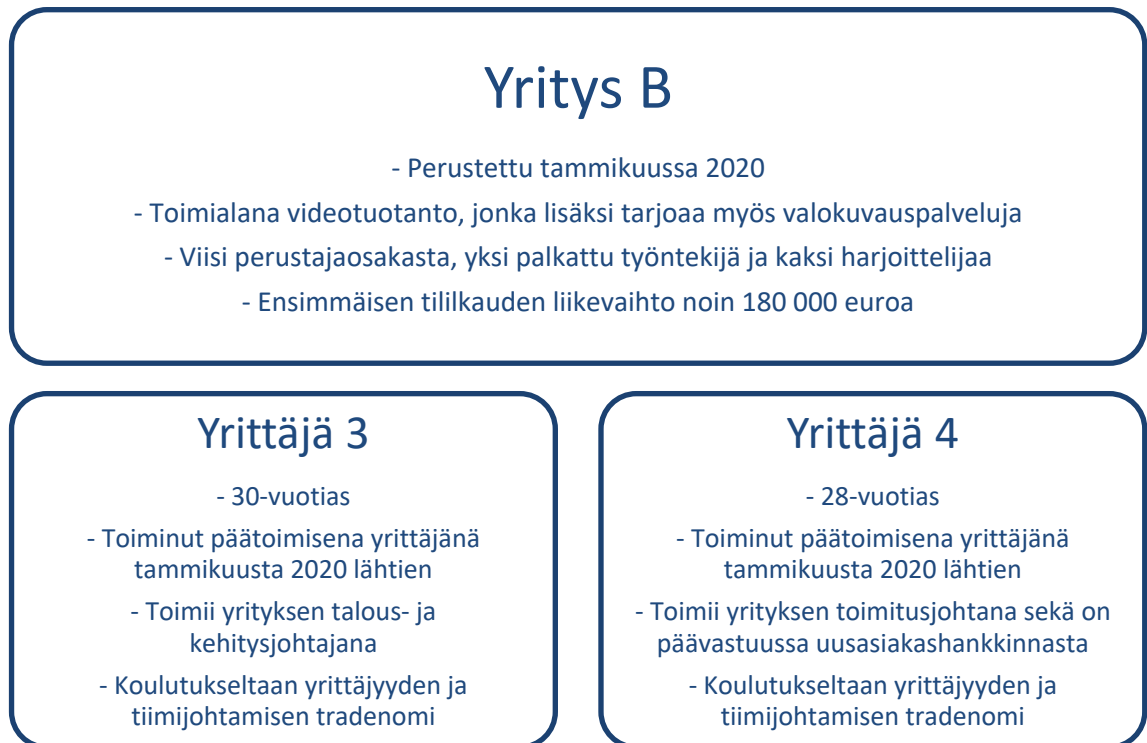 Yritys B
- Perustettu tammikuussa 2020
- Toimialana videotuotanto, jonka lisäksi tarjoaa myös valokuvauspalveluja
- Viisi perustajaosakasta, yksi palkattu työntekijä ja kaksi harjoittelijaa
- Ensimmäisen tililkauden liikevaihto noin 180 000 euroa
Yrittäjä 3
- 30-vuotias
- Toiminut päätoimisena yrittäjänä
tammikuusta 2020 lähtien
- Toimii yrityksen talous- ja
kehitysjohtajana
- Koulutukseltaan yrittäjyyden ja
tiimijohtamisen tradenomi
Yrittäjä 4
- 28-vuotias
- Toiminut päätoimisena yrittäjänä
tammikuusta 2020 lähtien
- Toimii yrityksen toimitusjohtana sekä on
päävastuussa uusasiakashankkinnasta
- Koulutukseltaan yrittäjyyden ja
tiimijohtamisen tradenomi